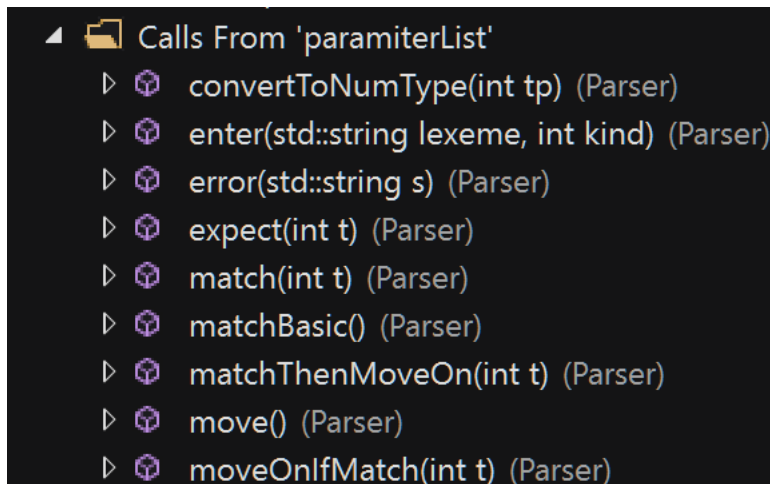 Calls From 'paramiterList'
convertToNumType(int tp) (Parser)
enter(std::string lexeme, int kind) (Parser)
error(std::string s) (Parser)
expect(int t) (Parser)
match(int t) (Parser)
matchBasic() (Parser)
matchThenMoveOn(int t) (Parser)
move() (Parser)
moveOnIfMatch(int t) (Parser)